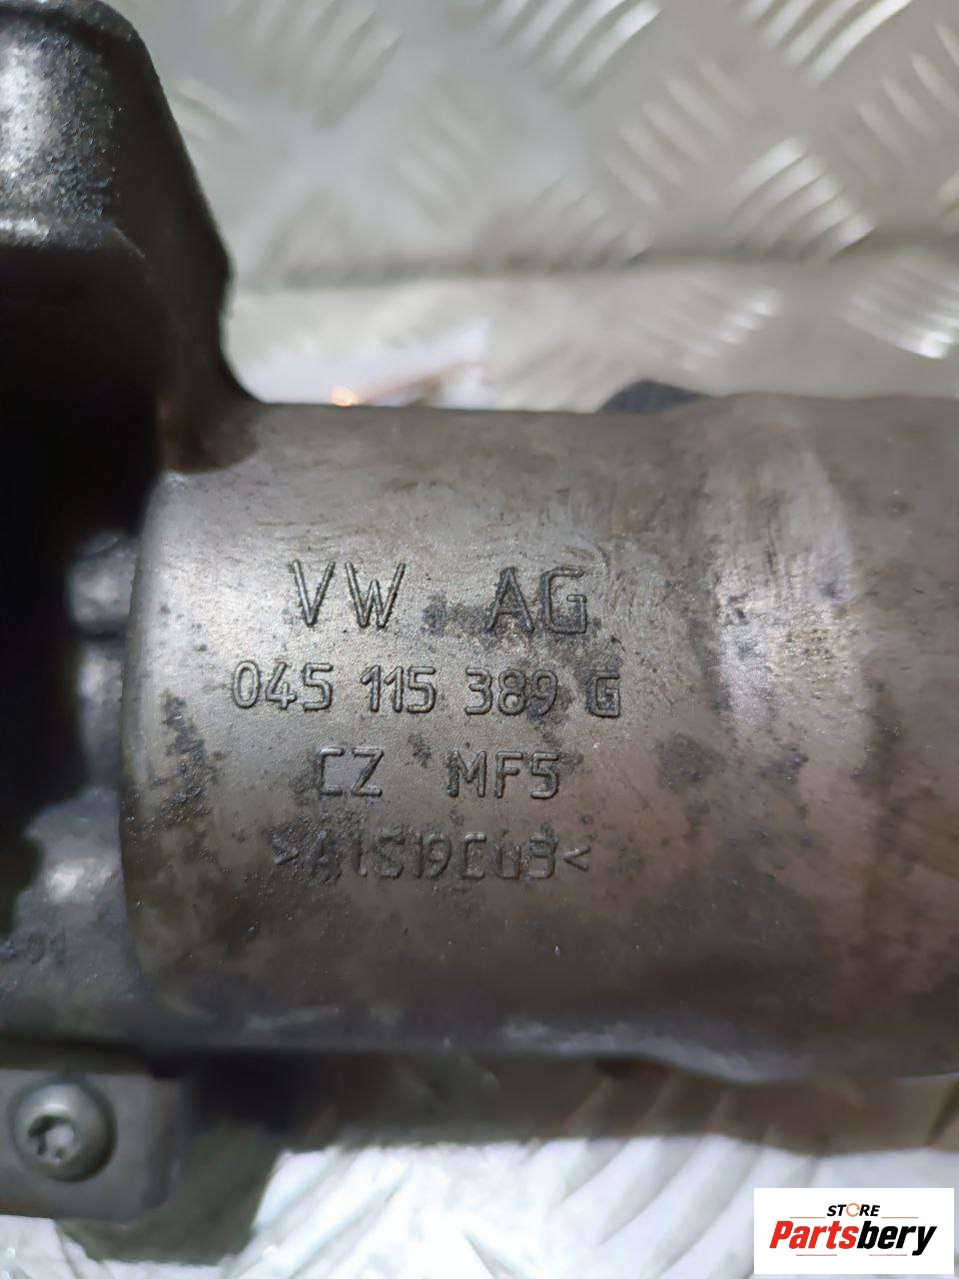 VW AG
045 115 389 G
CZ MF5
>AlSi9Cu3<
STORE
Partsbery